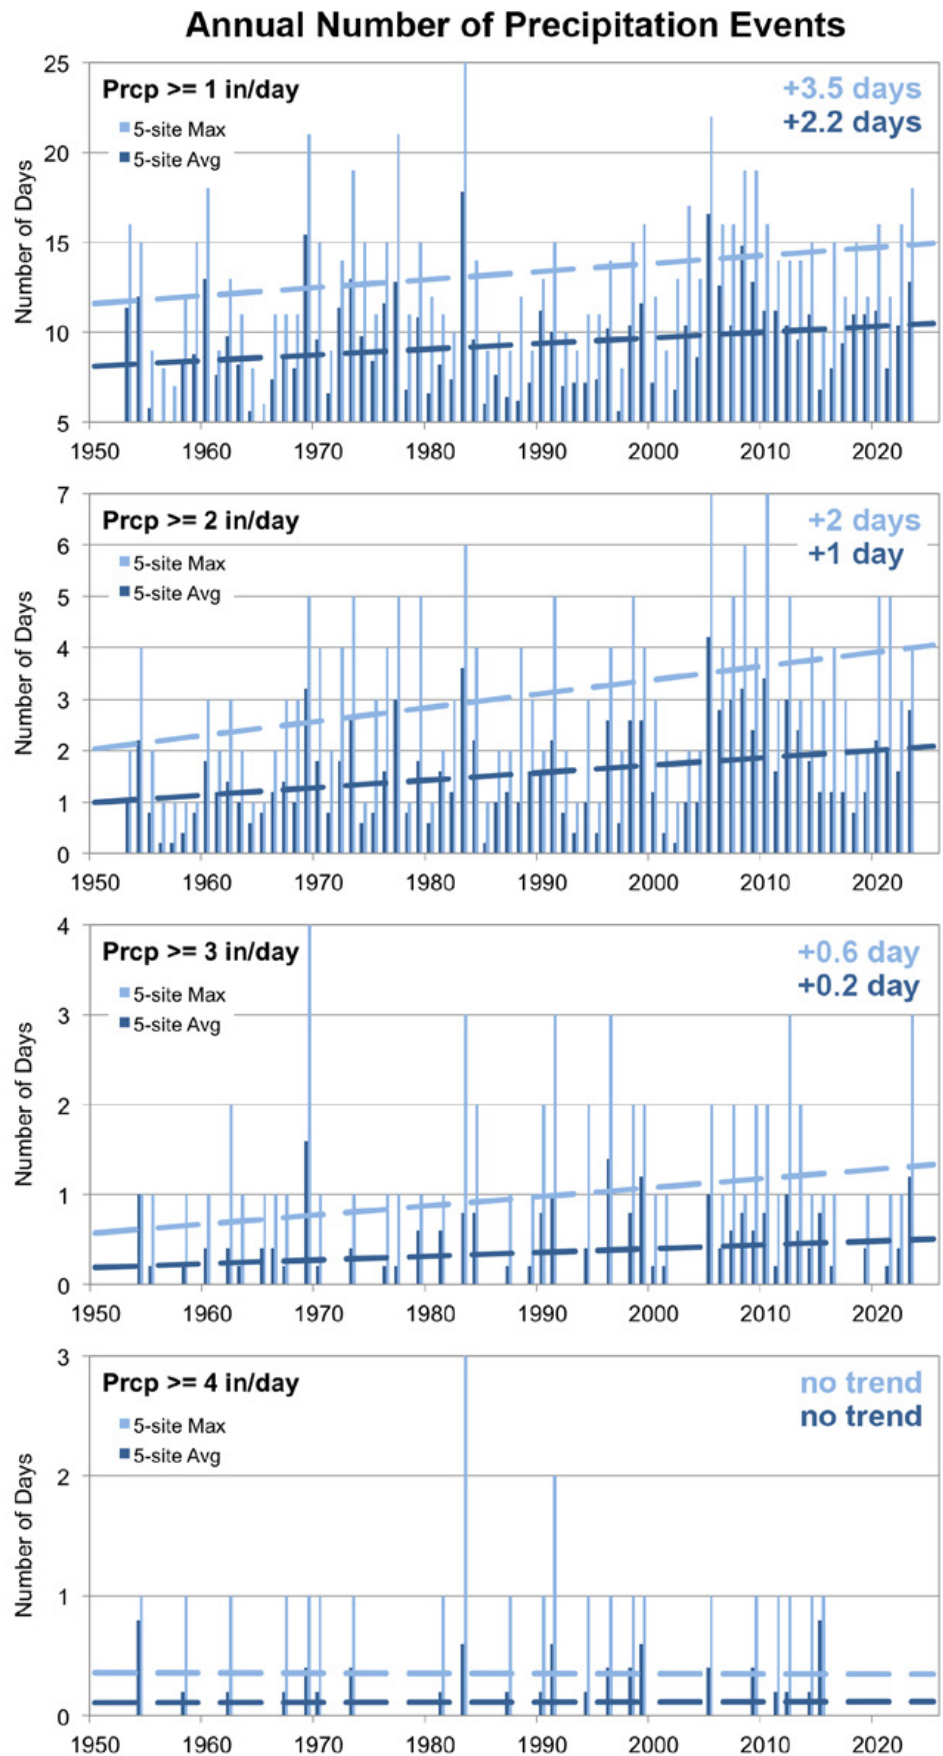 Annual Number of Precipitation Events
25
Prcp >= 1 in/day
+3.5 days
5-site Max
+2.2 days
5-site Avg
20
Number of Days
15
10
5
1950 1960 1970 1980 1990 2000 2010 2020
7
Prcp >= 2 in/day
+2 days
6
5-site Max
+1 day
5-site Avg
5
Number of Days
4
3
2
1
0
1950 1960 1970 1980 1990 2000 2010 2020
4
Prcp >= 3 in/day
+0.6 day
5-site Max
+0.2 day
5-site Avg
3
Number of Days
2
1
0
1950 1960 1970 1980 1990 2000 2010 2020
3
Prcp >= 4 in/day
no trend
5-site Max
no trend
5-site Avg
2
Number of Days
1
0
1950 1960 1970 1980 1990 2000 2010 2020